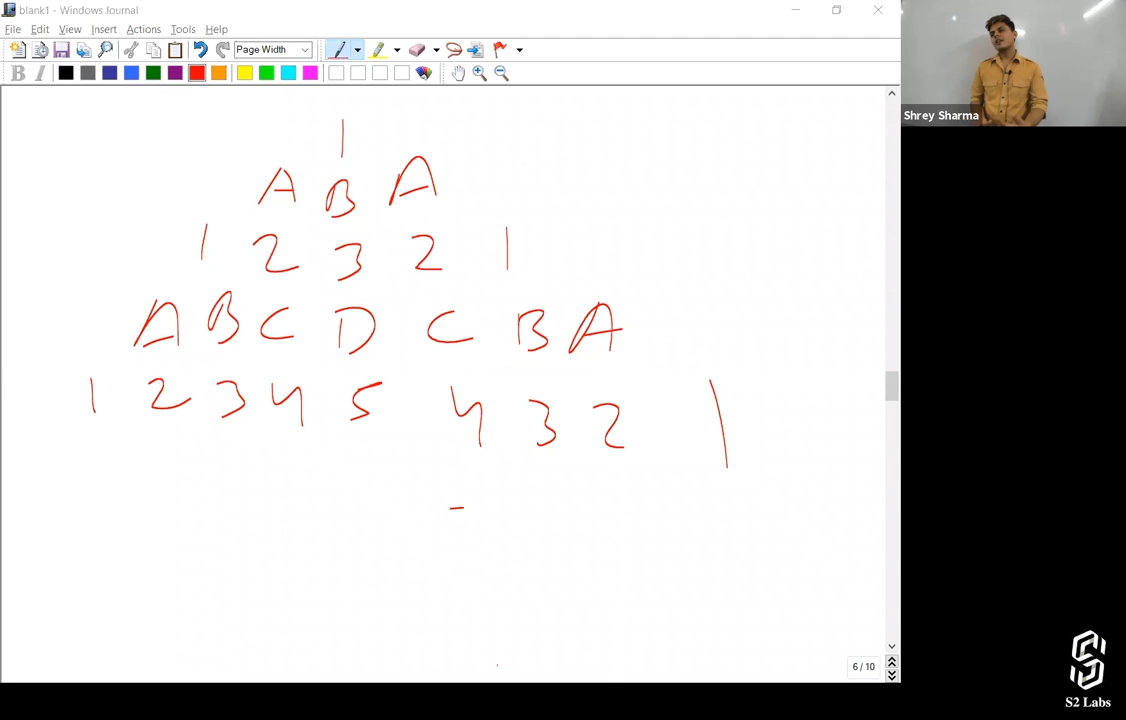 blank1 - Windows Journal
File Edit View Insert Actions Tools Help
Page Width
B I
Shrey Sharma
1
A B A
1 2 3 2 1
A B C D C B A
1 2 3 4 5 4 3 2 1
-
6 / 10
S2 Labs